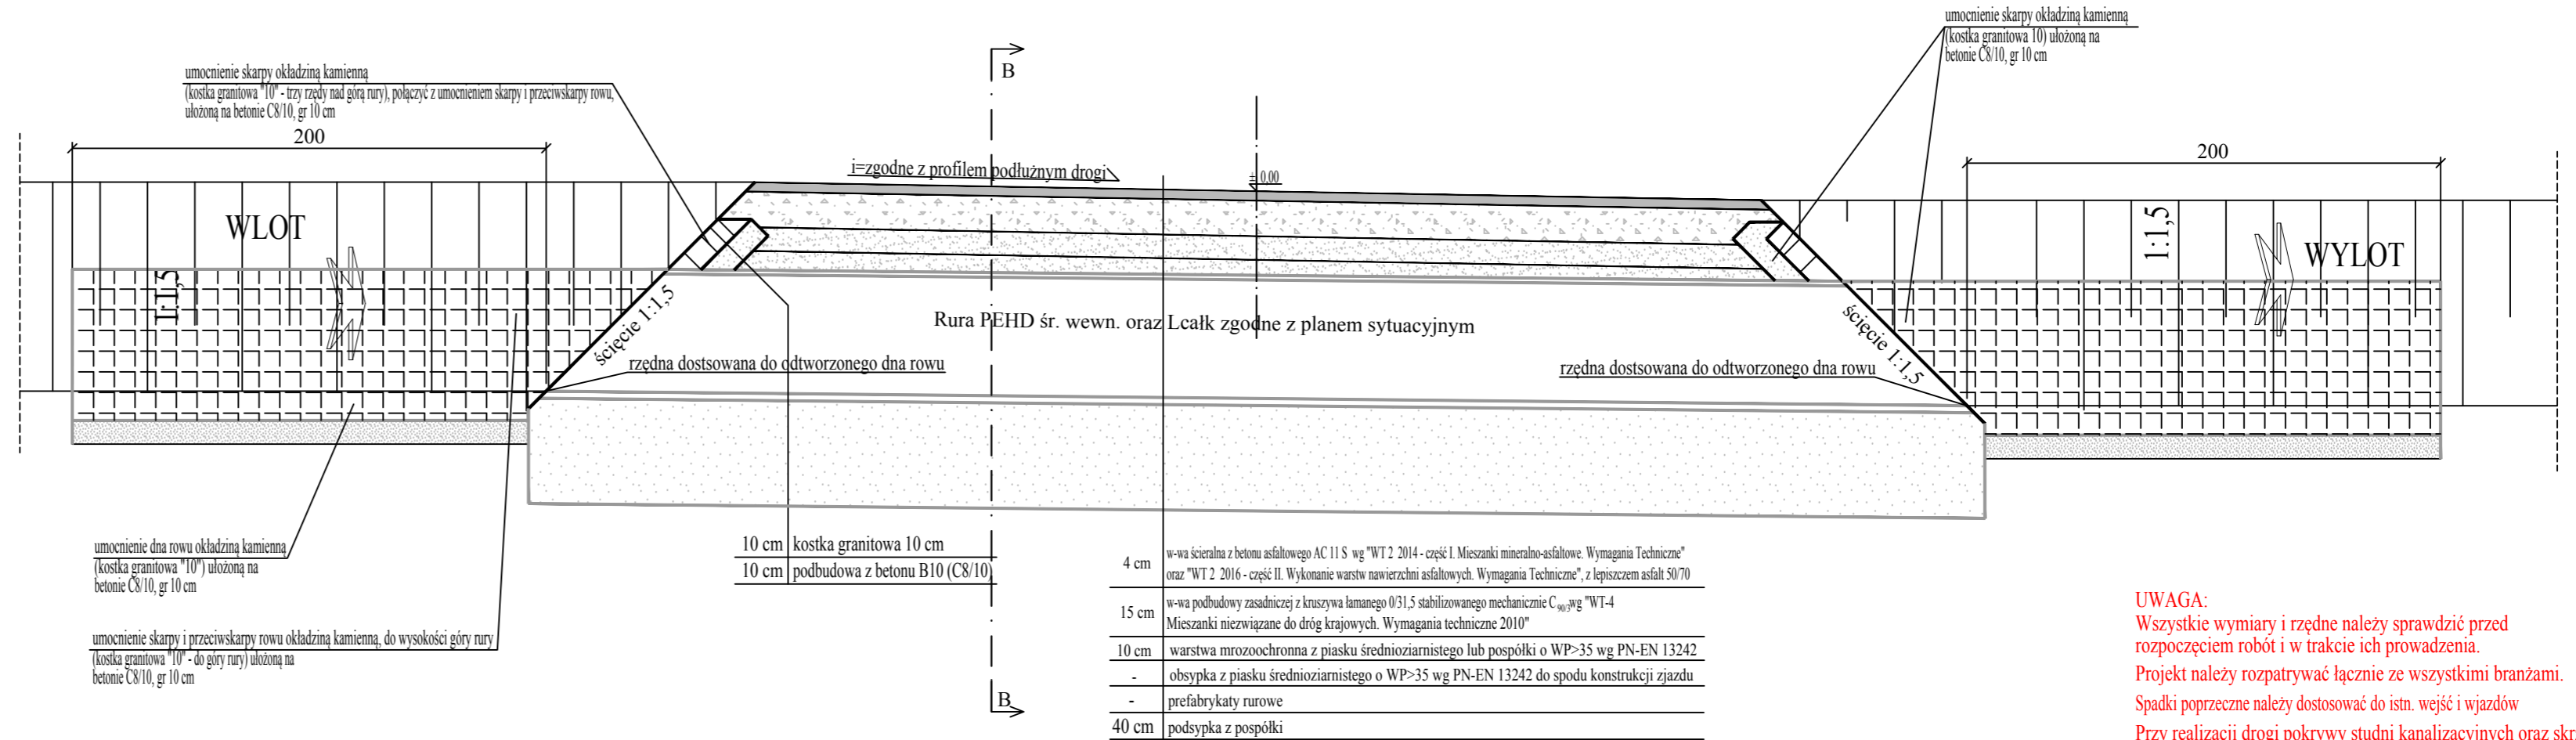 umocnienie skarpy okładziną kamienną
(kostka granitowa 10) ułożoną na
betonie C8/10, gr 10 cm
umocnienie skarpy okładziną kamienną
(kostka granitowa "10" - trzy rzędy nad górą rury), połączyć z umocnieniem skarpy i przeciwskarpy rowu,
ułożoną na betonie C8/10, gr 10 cm
B
200
200
i=zgodne z profilem podłużnym drogi
± 0,00
WLOT
1:1,5
WYLOT
1:1,5
ścięcie 1:1,5
Rura PEHD śr. wewn. oraz Lcałk zgodne z planem sytuacyjnym
ścięcie 1:1,5
rzędna dostsowana do odtworzonego dna rowu
rzędna dostsowana do odtworzonego dna rowu
umocnienie dna rowu okładziną kamienną
(kostka granitowa "10") ułożoną na
betonie C8/10, gr 10 cm
umocnienie skarpy i przeciwskarpy rowu okładziną kamienną, do wysokości góry rury
(kostka granitowa "10" - do góry rury) ułożoną na
betonie C8/10, gr 10 cm
10 cm kostka granitowa 10 cm
10 cm podbudowa z betonu B10 (C8/10)
B
4 cm w-wa ścieralna z betonu asfaltowego AC 11 S wg "WT 2 2014 - część I. Mieszanki mineralno-asfaltowe. Wymagania Techniczne"
oraz "WT 2 2016 - część II. Wykonanie warstw nawierzchni asfaltowych. Wymagania Techniczne", z lepiszczem asfalt 50/70
15 cm w-wa podbudowy zasadniczej z kruszywa łamanego 0/31,5 stabilizowanego mechanicznie C90/3 wg "WT-4
Mieszanki niezwiązane do dróg krajowych. Wymagania techniczne 2010"
10 cm warstwa mrozoochronna z piasku średnioziarnistego lub pospółki o WP>35 wg PN-EN 13242
- obsypka z piasku średnioziarnistego o WP>35 wg PN-EN 13242 do spodu konstrukcji zjazdu
- prefabrykaty rurowe
40 cm podsypka z pospółki
UWAGA:
Wszystkie wymiary i rzędne należy sprawdzić przed
rozpoczęciem robót i w trakcie ich prowadzenia.
Projekt należy rozpatrywać łącznie ze wszystkimi branżami.
Spadki poprzeczne należy dostosować do istn. wejść i wjazdów
Przy realizacji drogi pokrywy studni kanalizacyjnych oraz